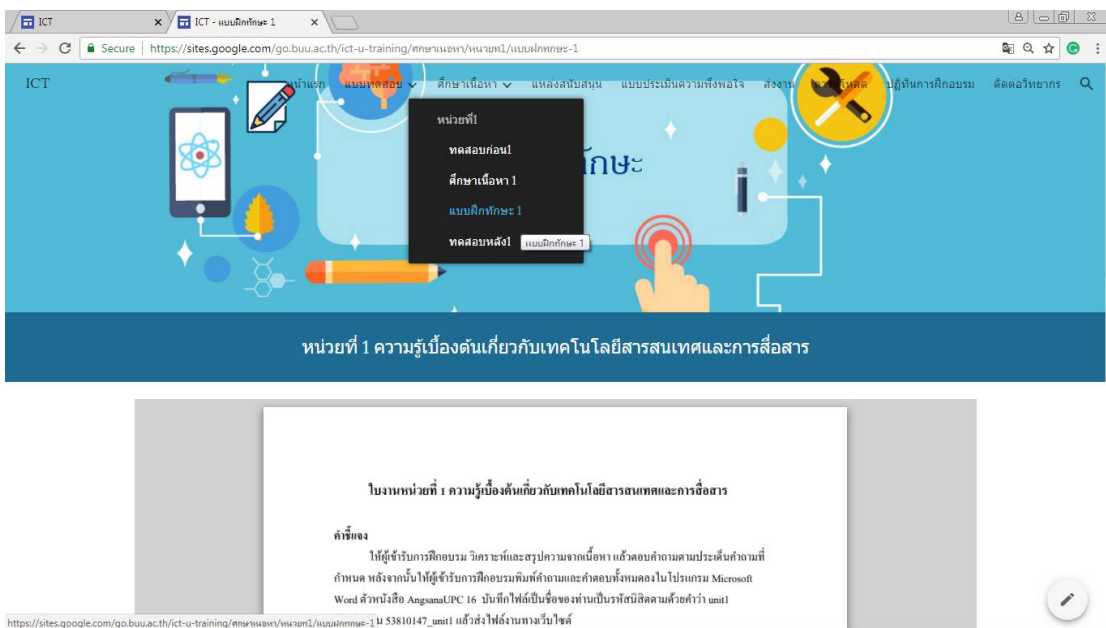 ICT
ICT - แบบฝึกทักษะ 1
Secure https://sites.google.com/go.buu.ac.th/ict-u-training/ศึกษาเนื้อหา/หน่วยที่1/แบบฝึกทักษะ-1
ICT หน้าแรก แบบทดสอบ ศึกษาเนื้อหา แหล่งสนับสนุน แบบประเมินความพึงพอใจ ส่งงาน ดาวน์โหลด ปฏิทินการฝึกอบรม ติดต่อวิทยากร
หน่วยที่1
ทดสอบก่อน1
ศึกษาเนื้อหา 1
แบบฝึกทักษะ 1
ทดสอบหลัง1
แบบฝึกทักษะ 1
ทักษะ
หน่วยที่ 1 ความรู้เบื้องต้นเกี่ยวกับเทคโนโลยีสารสนเทศและการสื่อสาร
ใบงานหน่วยที่ 1 ความรู้เบื้องต้นเกี่ยวกับเทคโนโลยีสารสนเทศและการสื่อสาร
คำชี้แจง
ให้ผู้เข้ารับการฝึกอบรม วิเคราะห์และสรุปความจากเนื้อหา แล้วตอบคำถามตามประเด็นคำถามที่
กำหนด หลังจากนั้นให้ผู้เข้ารับการฝึกอบรมพิมพ์คำถามและคำตอบทั้งหมดลงในโปรแกรม Microsoft
Word ตัวหนังสือ AngsanaUPC 16 บันทึกไฟล์เป็นชื่อของท่านเป็นรหัสนิสิตตามด้วยคำว่า unit1
53810147_unit1 แล้วส่งไฟล์งานทางเว็บไซต์
https://sites.google.com/go.buu.ac.th/ict-u-training/ศึกษาเนื้อหา/หน่วยที่1/แบบฝึกทักษะ-1